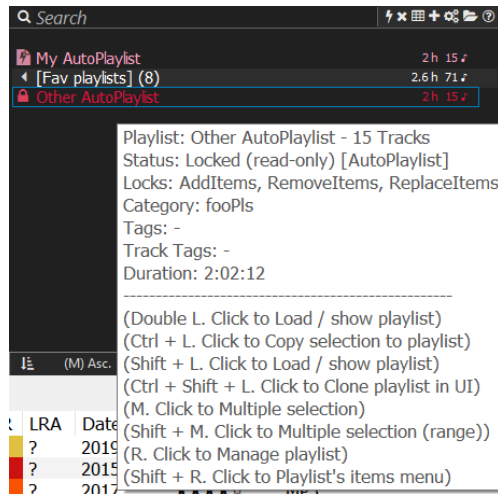 Search
My AutoPlaylist 2 h 15 ♪
[Fav playlists] (8) 2.6 h 71 ♪
Other AutoPlaylist 2 h 15 ♪
Playlist: Other AutoPlaylist - 15 Tracks
Status: Locked (read-only) [AutoPlaylist]
Locks: AddItems, RemoveItems, ReplaceItems
Category: fooPls
Tags: -
Track Tags: -
Duration: 2:02:12
---------------------------------------------------
(Double L. Click to Load / show playlist)
(Ctrl + L. Click to Copy selection to playlist)
(Shift + L. Click to Load / show playlist)
(Ctrl + Shift + L. Click to Clone playlist in UI)
(M. Click to Multiple selection)
(Shift + M. Click to Multiple selection (range))
(R. Click to Manage playlist)
(Shift + R. Click to Playlist's items menu)
(M) Asc.
LRA Date
? 2019
? 2015
? 2017